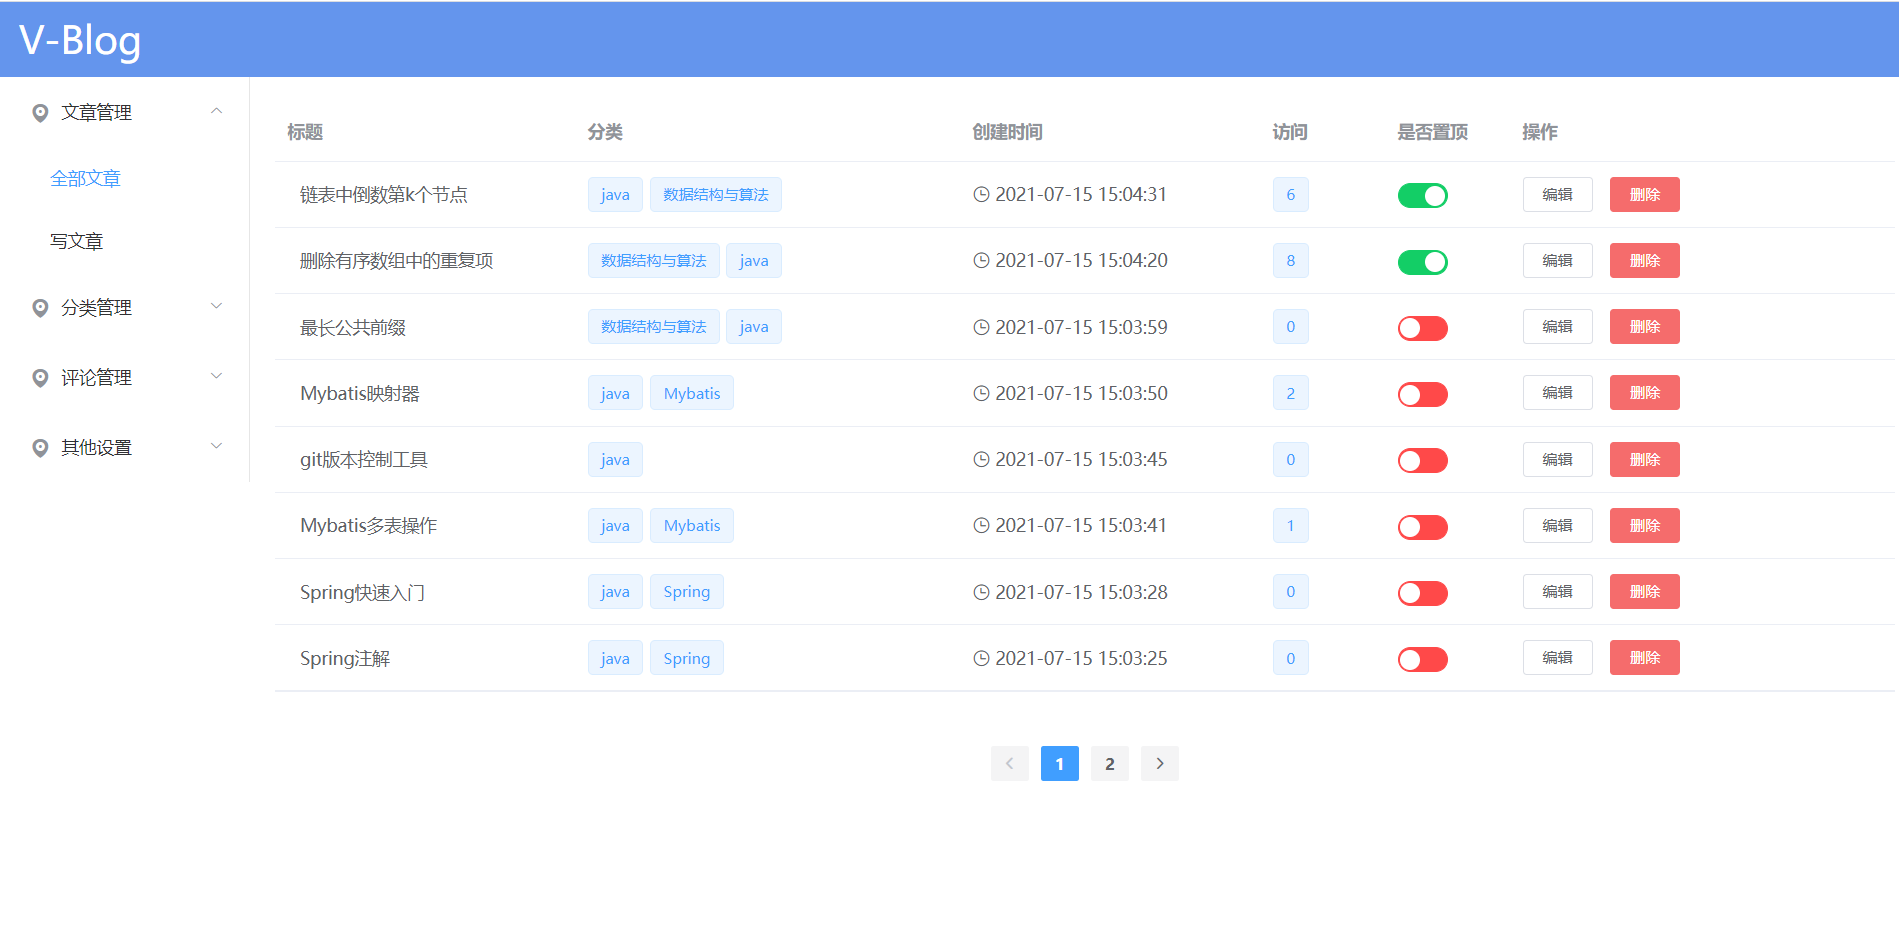 V-Blog
文章管理
全部文章
写文章
分类管理
评论管理
其他设置
标题 分类 创建时间 访问 是否置顶 操作
链表中倒数第k个节点 java 数据结构与算法 2021-07-15 15:04:31 6 编辑 删除
删除有序数组中的重复项 数据结构与算法 java 2021-07-15 15:04:20 8 编辑 删除
最长公共前缀 数据结构与算法 java 2021-07-15 15:03:59 0 编辑 删除
Mybatis映射器 java Mybatis 2021-07-15 15:03:50 2 编辑 删除
git版本控制工具 java 2021-07-15 15:03:45 0 编辑 删除
Mybatis多表操作 java Mybatis 2021-07-15 15:03:41 1 编辑 删除
Spring快速入门 java Spring 2021-07-15 15:03:28 0 编辑 删除
Spring注解 java Spring 2021-07-15 15:03:25 0 编辑 删除
1 2